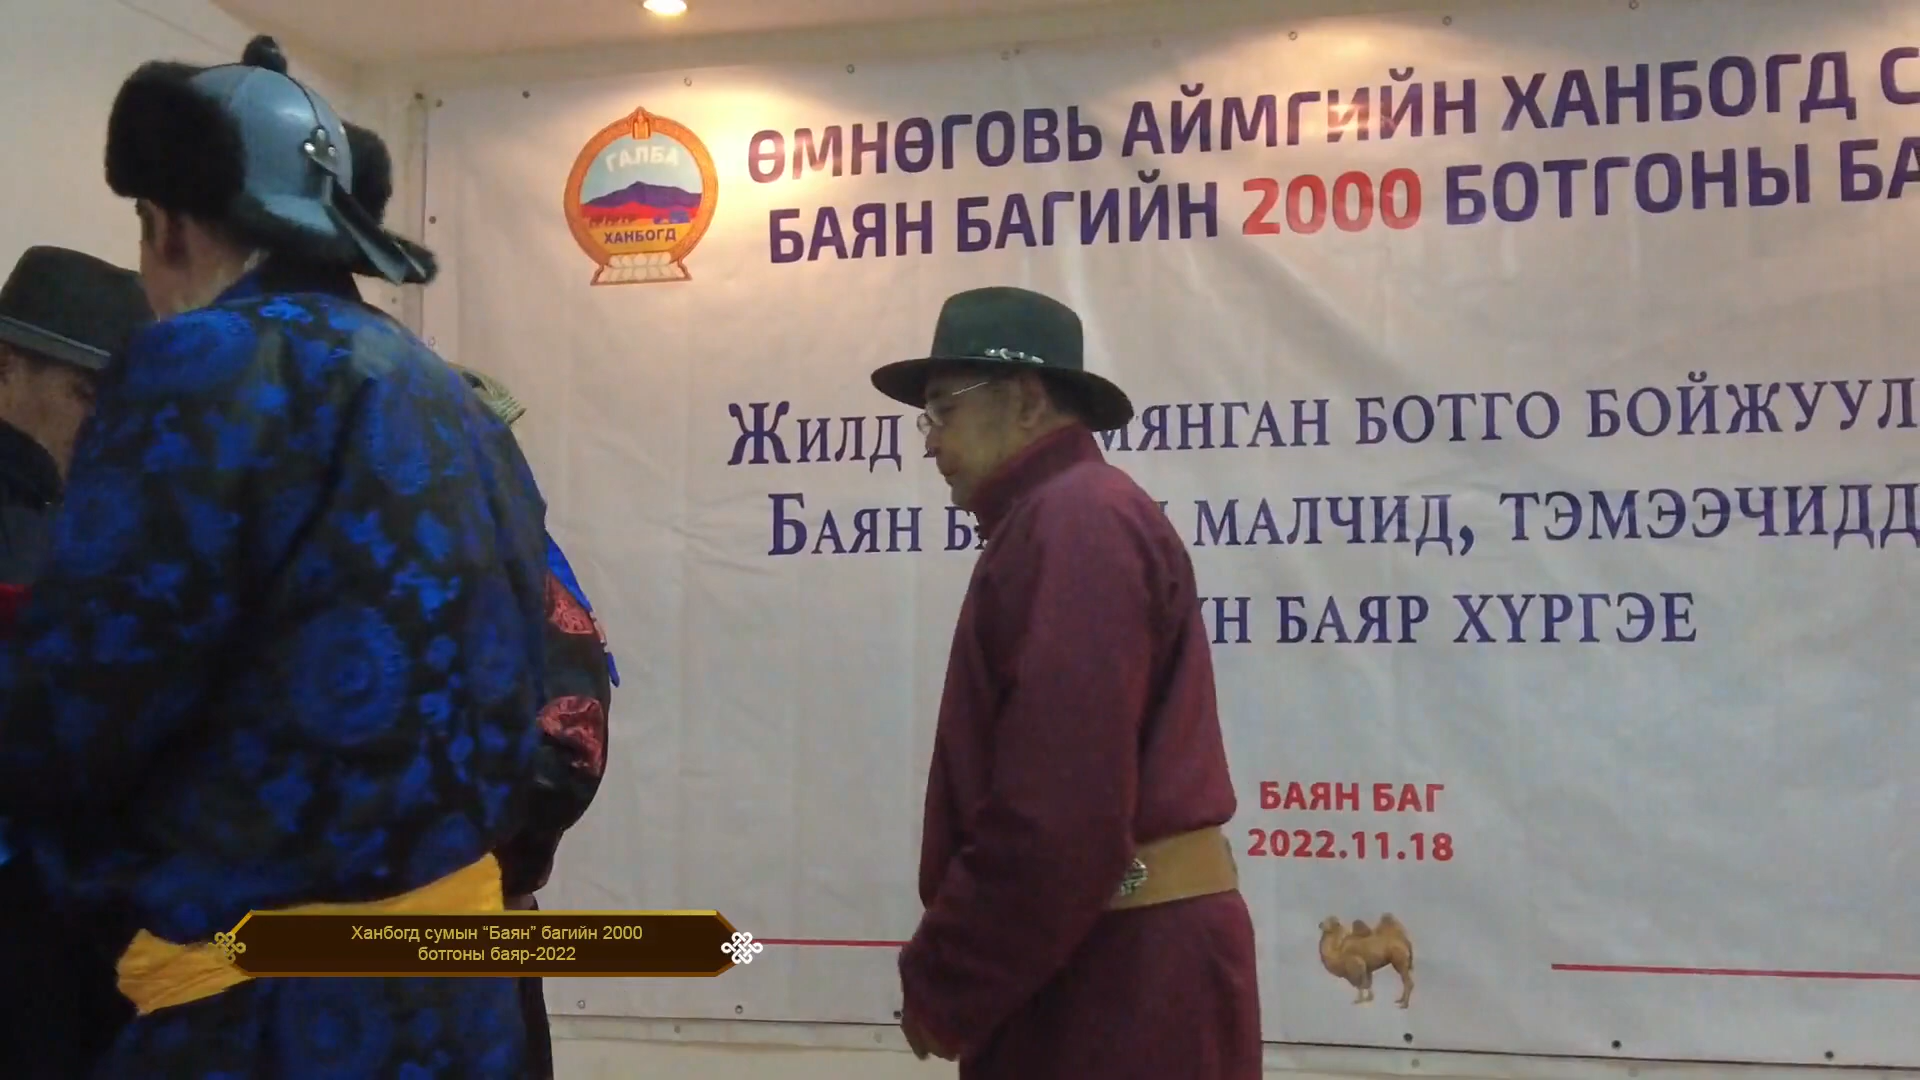 ГАЛБА
ХАНБОГД
ӨМНӨГОВЬ АЙМГИЙН ХАНБОГД С
БАЯН БАГИЙН 2000 БОТГОНЫ БА
ЖИЛД МЯНГАН БОТГО БОЙЖУУЛ
БАЯН МАЛЧИД, ТЭМЭЭЧИДД
БАЯР ХҮРГЭЕ
БАЯН БАГ
2022.11.18
Ханбогд сумын “Баян” багийн 2000
ботгоны баяр-2022